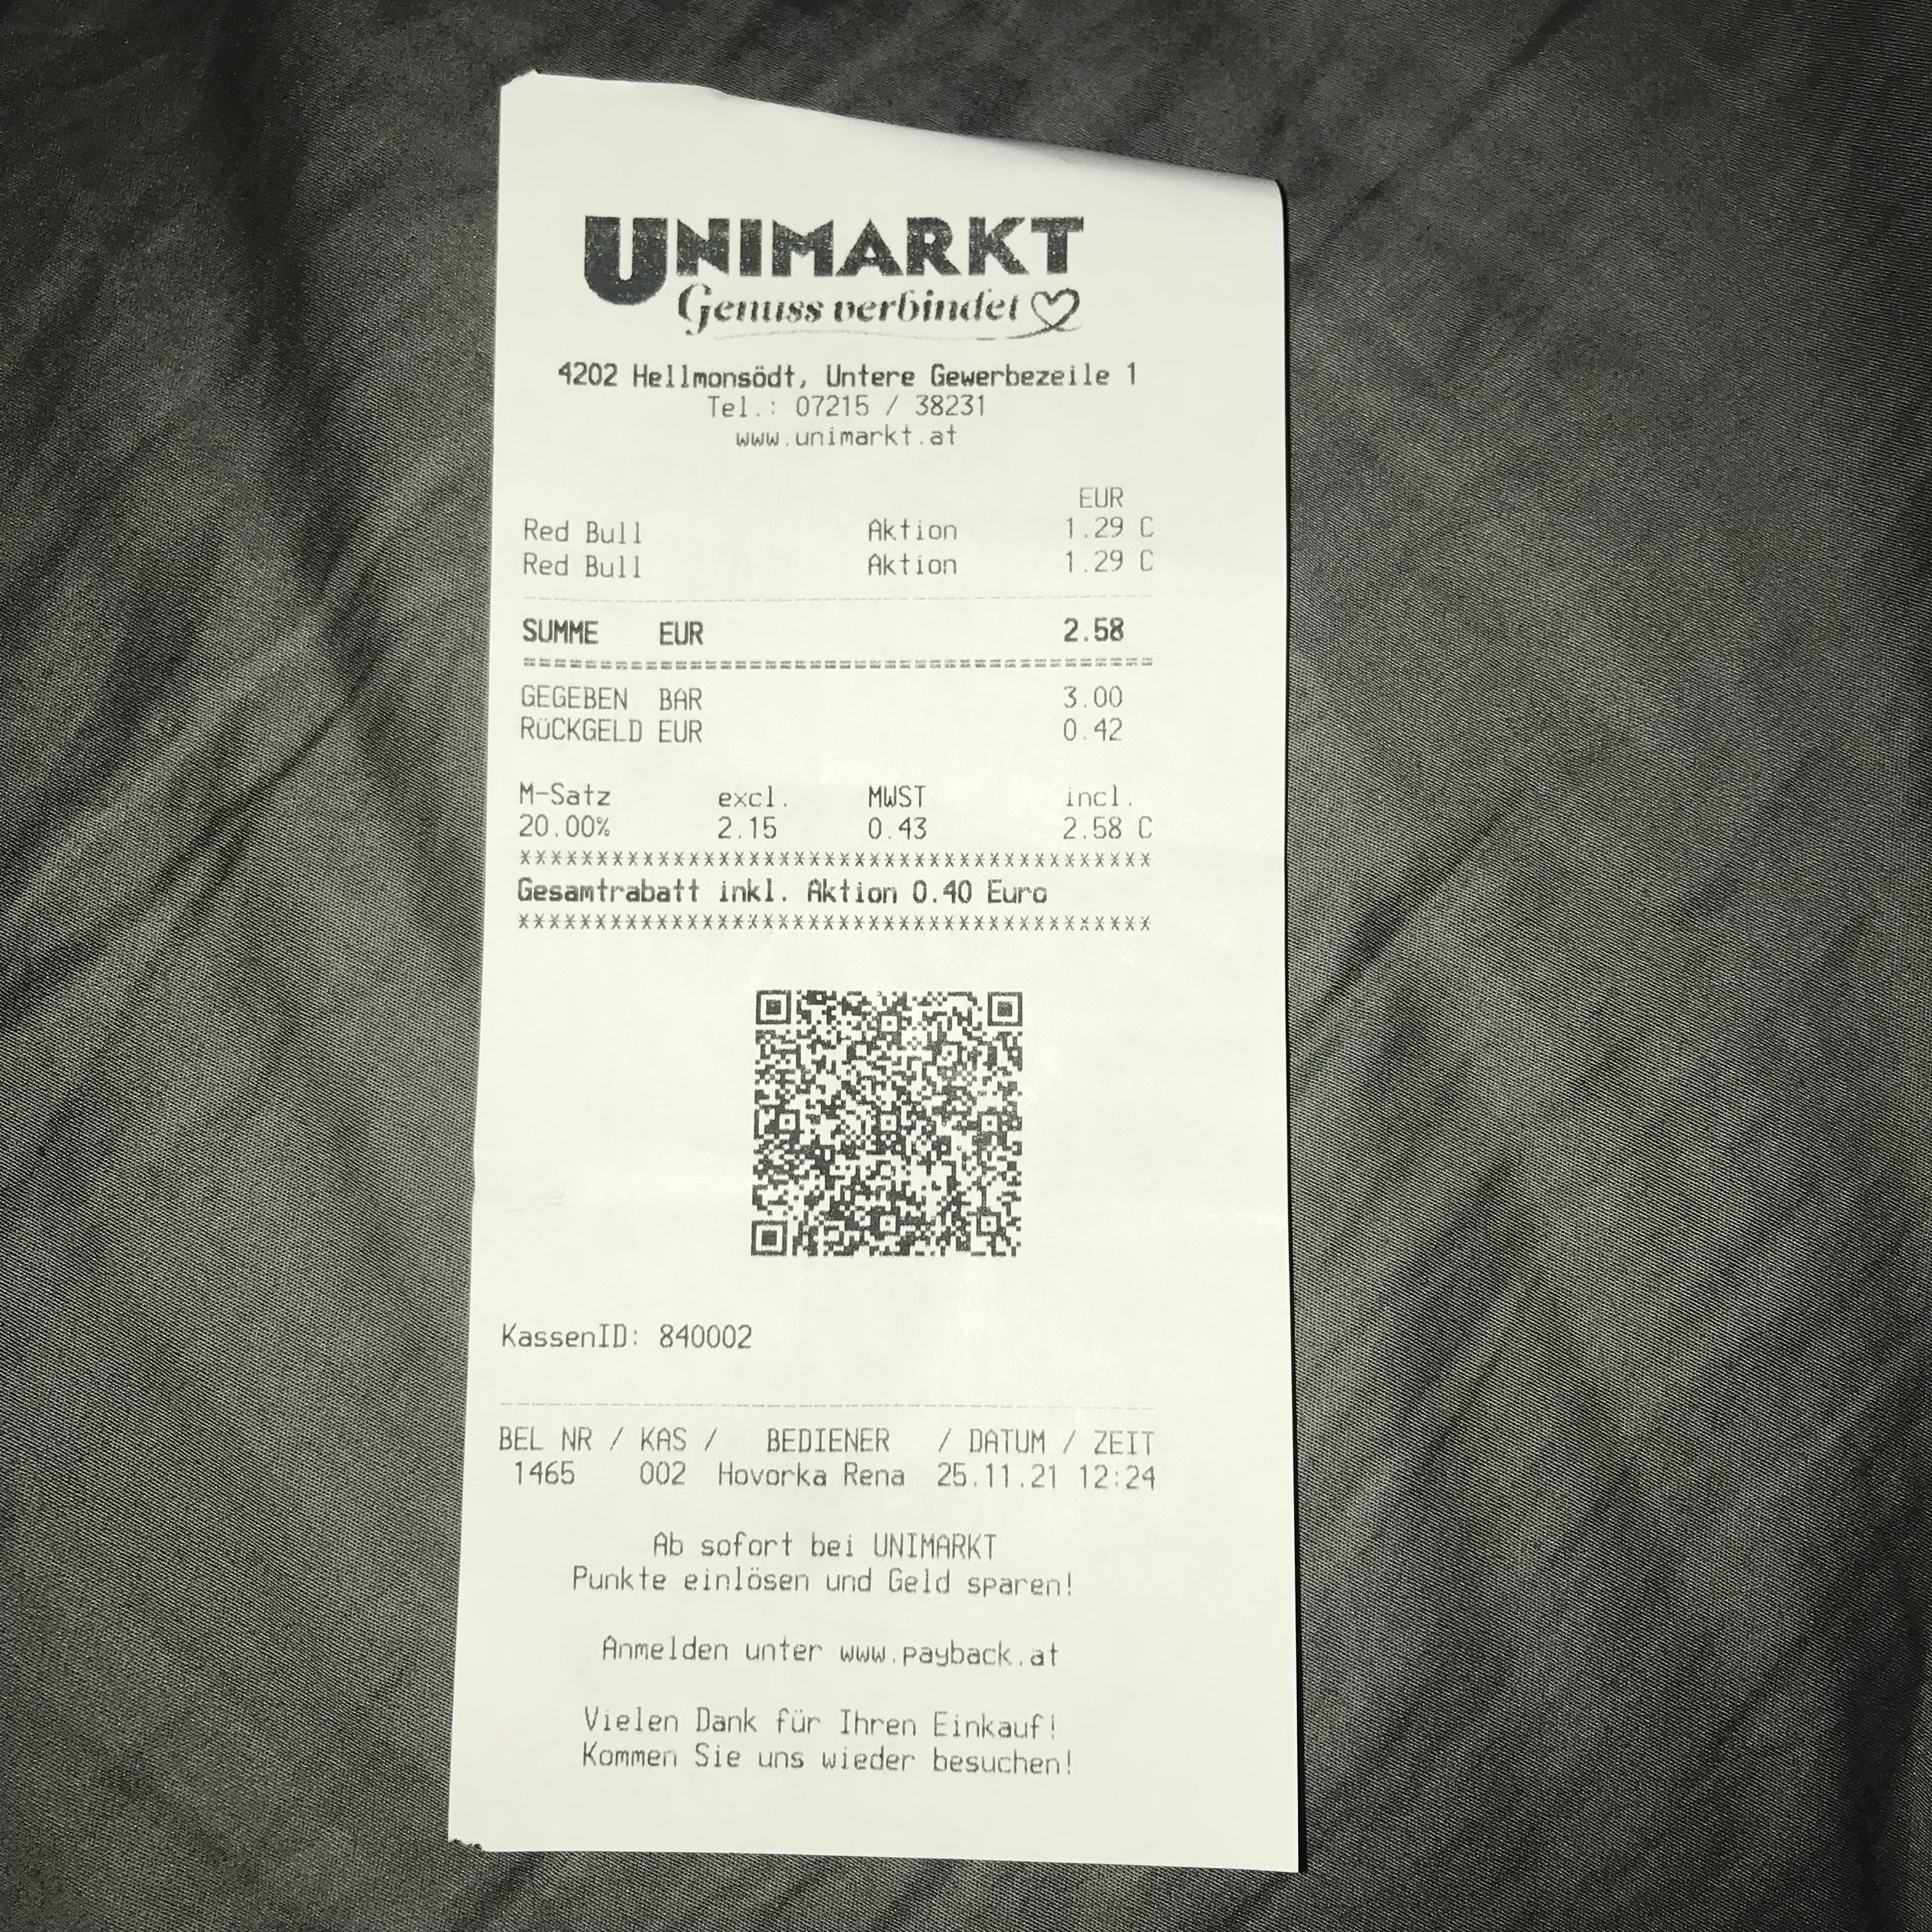 UNIMARKT
Genuss verbindet
4202 Hellmonsödt, Untere Gewerbezeile 1
Tel.: 07215 / 38231
www.unimarkt.at
EUR
Red Bull Aktion 1.29 C
Red Bull Aktion 1.29 C
SUMME EUR 2.58
GEGEBEN BAR 3.00
RÜCKGELD EUR 0.42
M-Satz excl. MWST incl.
20.00% 2.15 0.43 2.58 C
******************************************
Gesamtrabatt inkl. Aktion 0.40 Euro
******************************************
KassenID: 840002
BEL NR / KAS / BEDIENER / DATUM / ZEIT
1465 002 Hovorka Rena 25.11.21 12:24
Ab sofort bei UNIMARKT
Punkte einlösen und Geld sparen!
Anmelden unter www.payback.at
Vielen Dank für Ihren Einkauf!
Kommen Sie uns wieder besuchen!